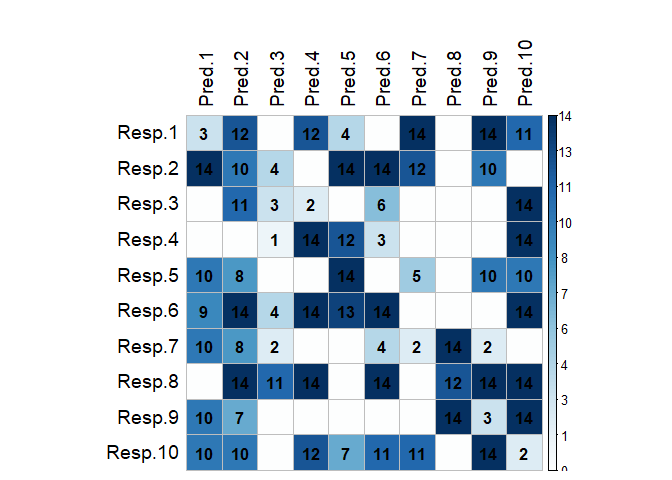 Pred.1 Pred.2 Pred.3 Pred.4 Pred.5 Pred.6 Pred.7 Pred.8 Pred.9 Pred.10
Resp.1 3 12 12 4 14 14 11
Resp.2 14 10 4 14 14 12 10
Resp.3 11 3 2 6 14
Resp.4 1 14 12 3 14
Resp.5 10 8 14 5 10 10
Resp.6 9 14 4 14 13 14 14
Resp.7 10 8 2 4 2 14 2
Resp.8 14 11 14 14 12 14 14
Resp.9 10 7 14 3 14
Resp.10 10 10 12 7 11 11 14 2
14
13
11
10
8
7
6
4
3
1
0